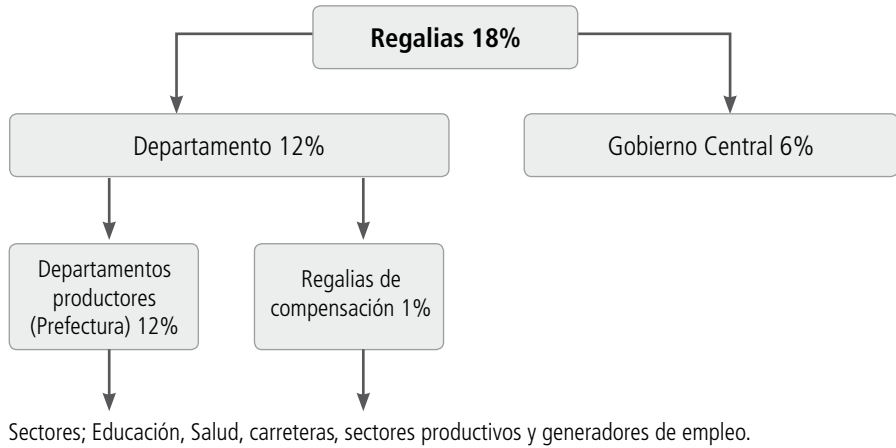 Regalias 18%
Departamento 12%
Gobierno Central 6%
Departamentos
productores
(Prefectura) 12%
Regalias de
compensación 1%
Sectores; Educación, Salud, carreteras, sectores productivos y generadores de empleo.